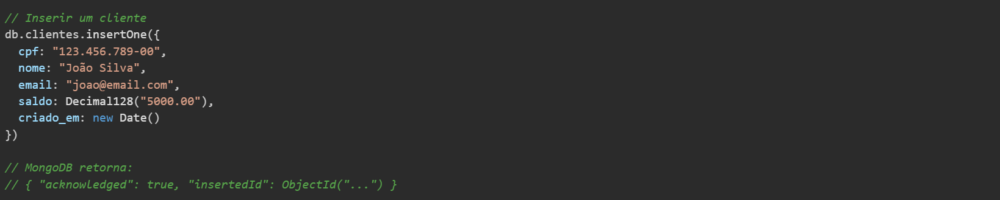 // Inserir um cliente
db.clientes.insertOne({
  cpf: "123.456.789-00",
  nome: "João Silva",
  email: "joao@email.com",
  saldo: Decimal128("5000.00"),
  criado_em: new Date()
})

// MongoDB retorna:
// { "acknowledged": true, "insertedId": ObjectId("...") }